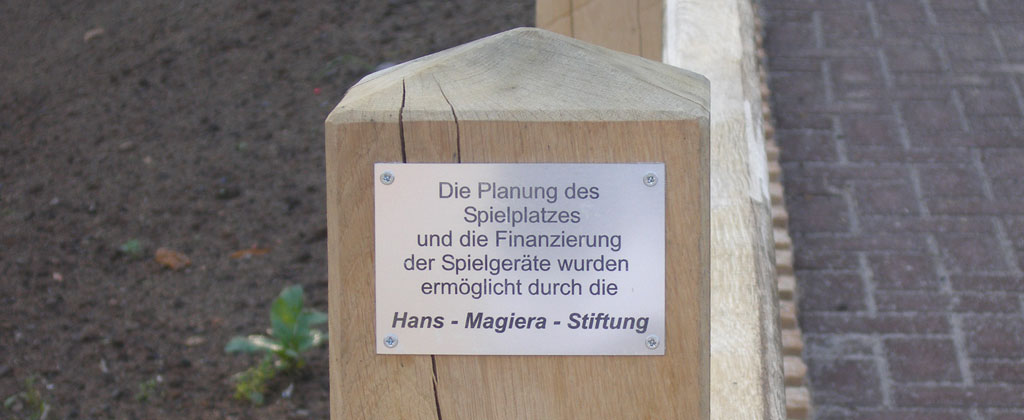 Die Planung des
Spielplatzes
und die Finanzierung
der Spielgeräte wurden
ermöglicht durch die
Hans - Magiera - Stiftung